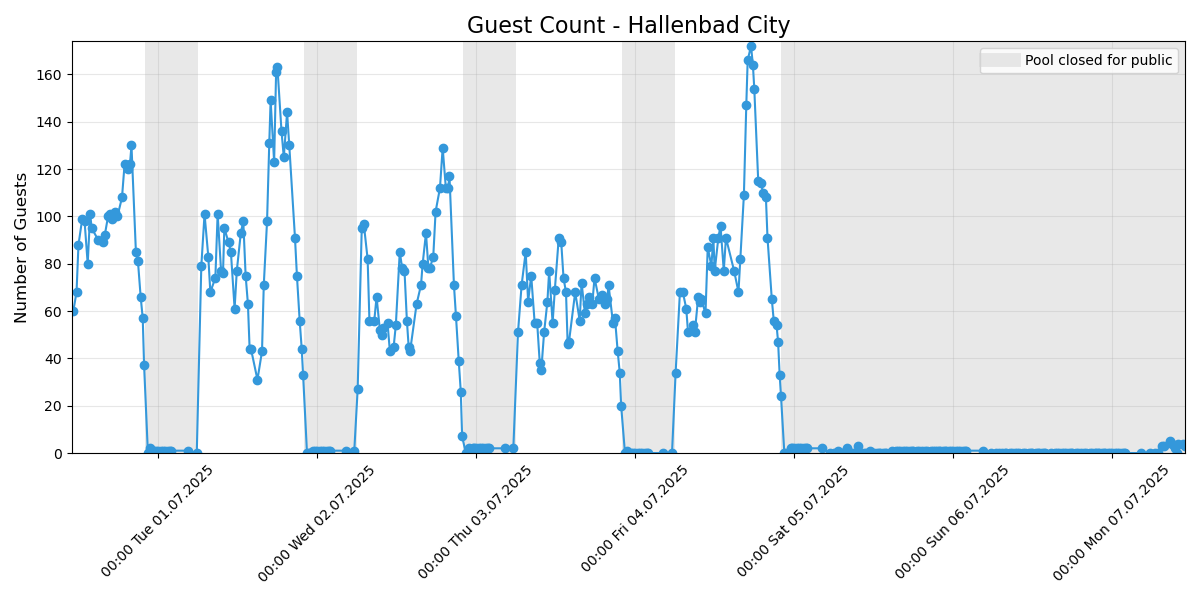 Guest Count - Hallenbad City
Pool closed for public
Number of Guests
160
140
120
100
80
60
40
20
0
00:00 Tue 01.07.2025
00:00 Wed 02.07.2025
00:00 Thu 03.07.2025
00:00 Fri 04.07.2025
00:00 Sat 05.07.2025
00:00 Sun 06.07.2025
00:00 Mon 07.07.2025